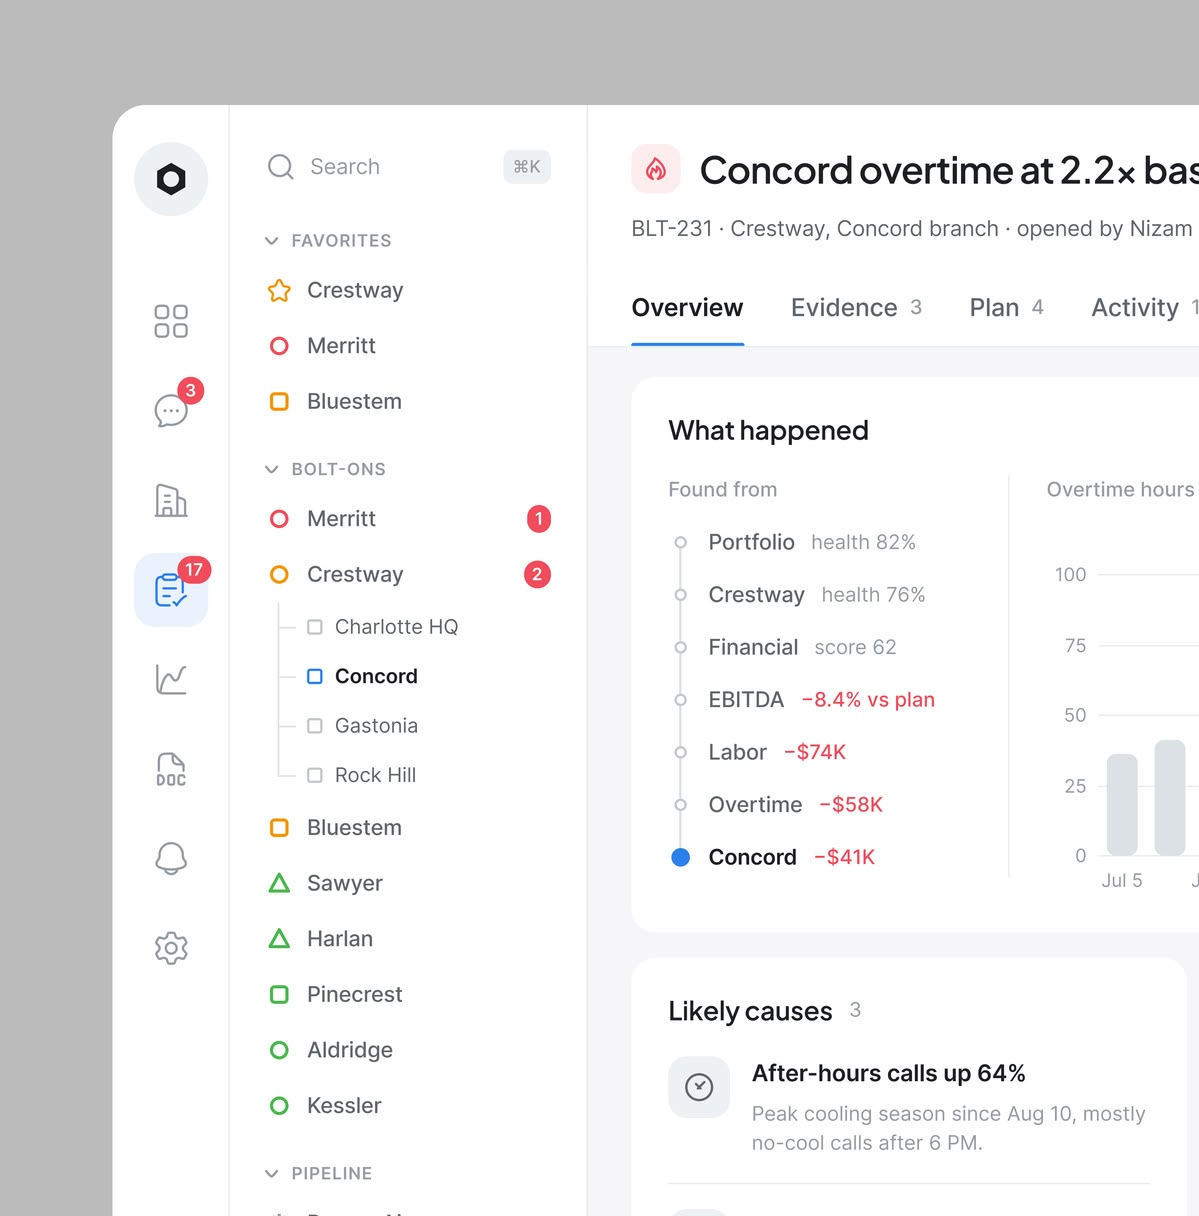 Search
⌘K
FAVORITES
Crestway
Merritt
Bluestem
BOLT-ONS
Merritt 1
Crestway 2
Charlotte HQ
Concord
Gastonia
Rock Hill
Bluestem
Sawyer
Harlan
Pinecrest
Aldridge
Kessler
PIPELINE
3
17
DOC
Concord overtime at 2.2×
BLT-231 · Crestway, Concord branch · opened by Nizam
Overview Evidence 3 Plan 4 Activity
What happened
Found from
Portfolio health 82%
Crestway health 76%
Financial score 62
EBITDA −8.4% vs plan
Labor −$74K
Overtime −$58K
Concord −$41K
Overtime hours
100
75
50
25
0
Jul 5
Likely causes 3
After-hours calls up 64%
Peak cooling season since Aug 10, mostly
no-cool calls after 6 PM.